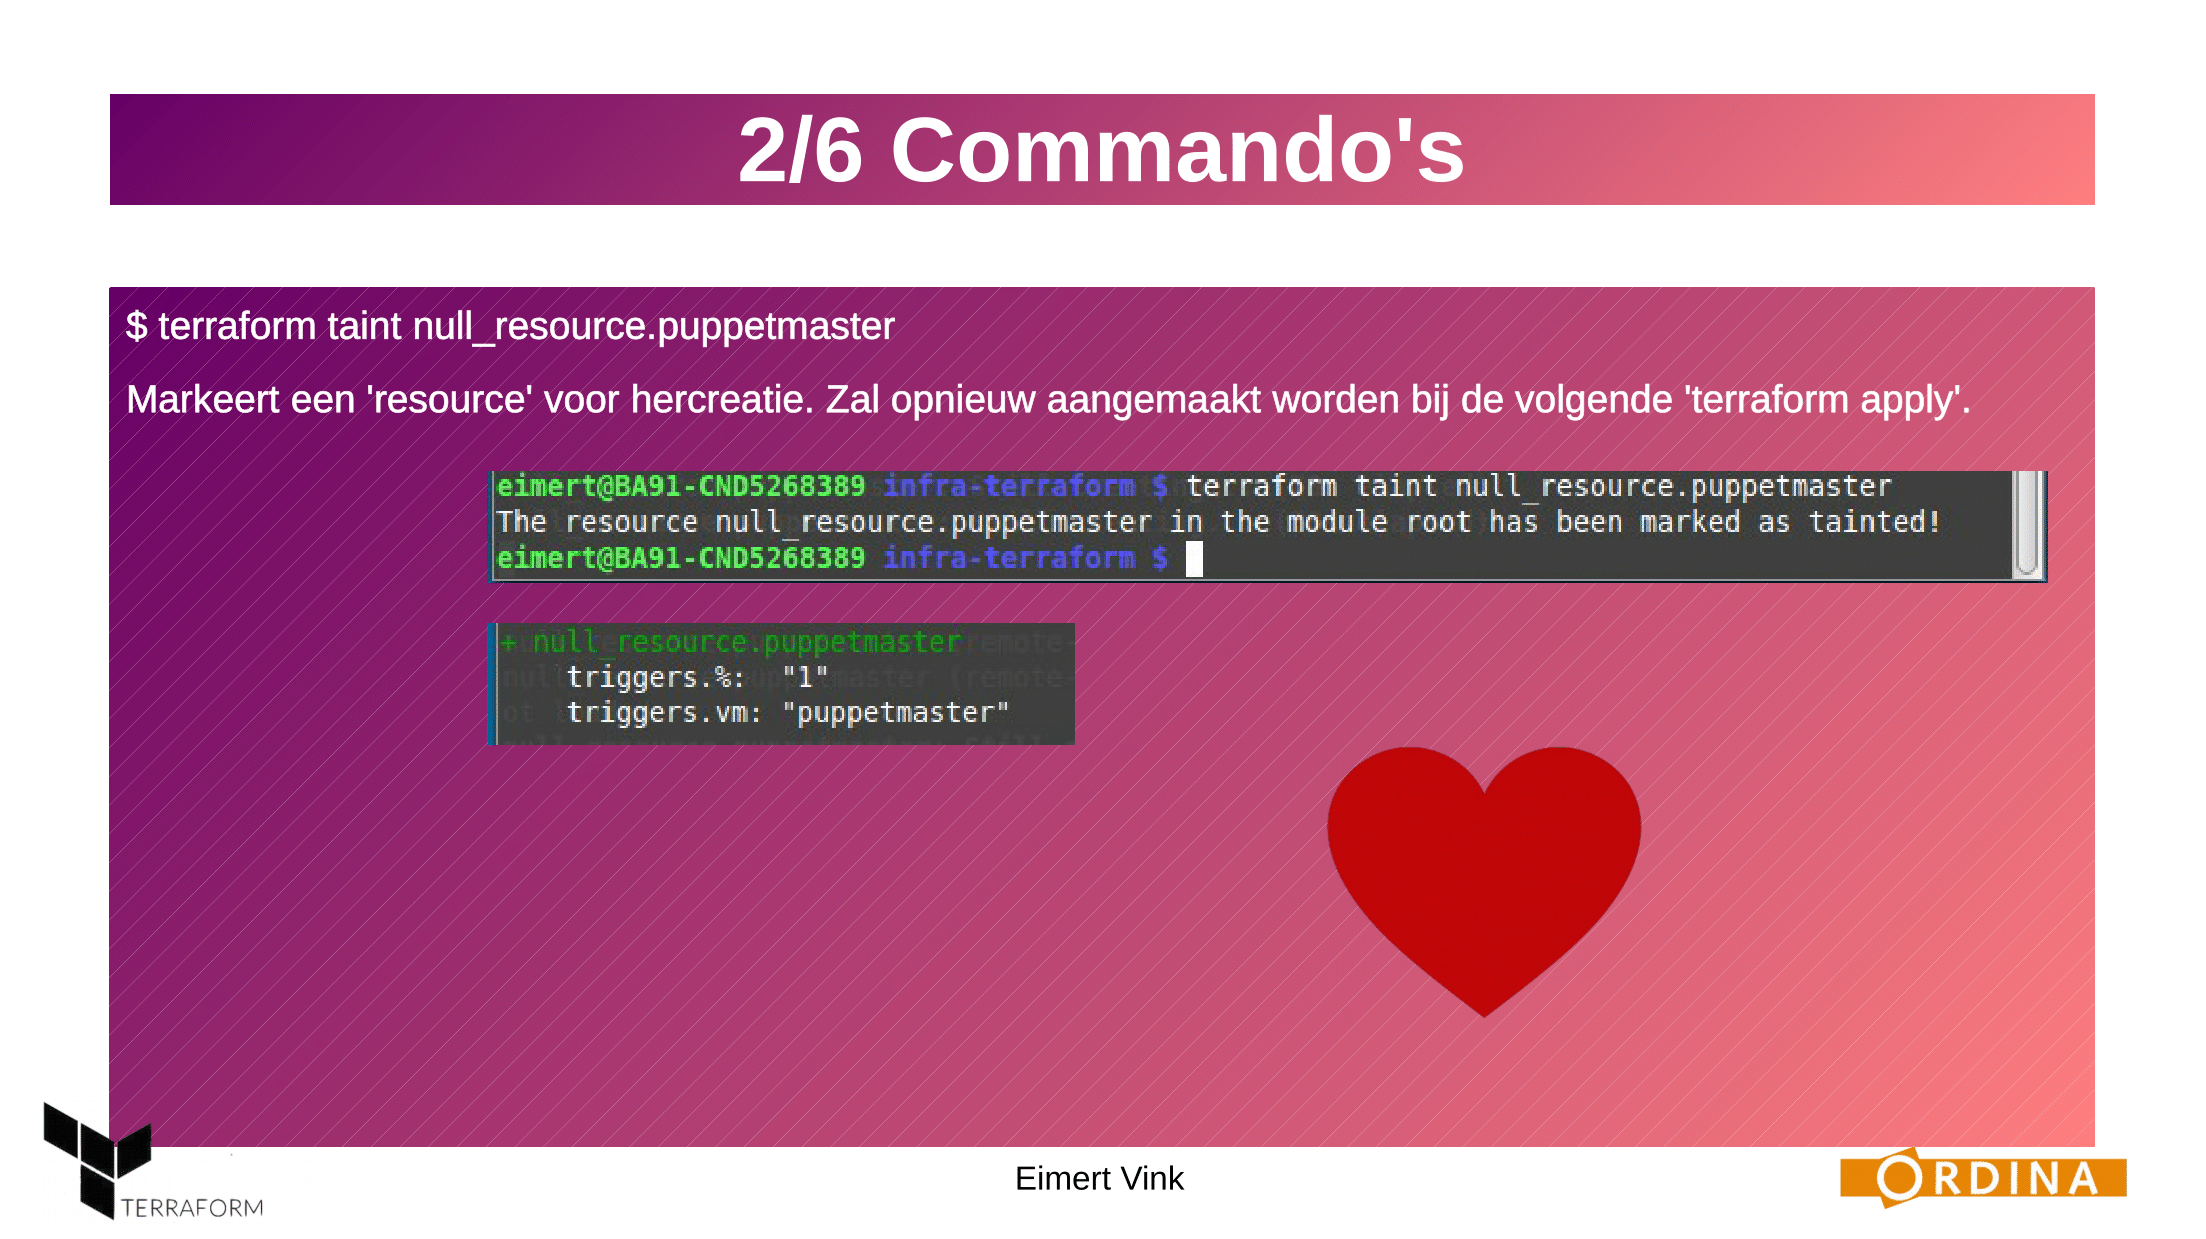 2/6 Commando's
$ terraform taint null_resource.puppetmaster
Markeert een 'resource' voor hercreatie. Zal opnieuw aangemaakt worden bij de volgende 'terraform apply'.
eimert@BA91-CND5268389 infra-terraform $ terraform taint null_resource.puppetmaster
The resource null_resource.puppetmaster in the module root has been marked as tainted!
eimert@BA91-CND5268389 infra-terraform $
+ null_resource.puppetmaster
triggers.%: "1"
triggers.vm: "puppetmaster"
TERRAFORM
Eimert Vink
ORDINA